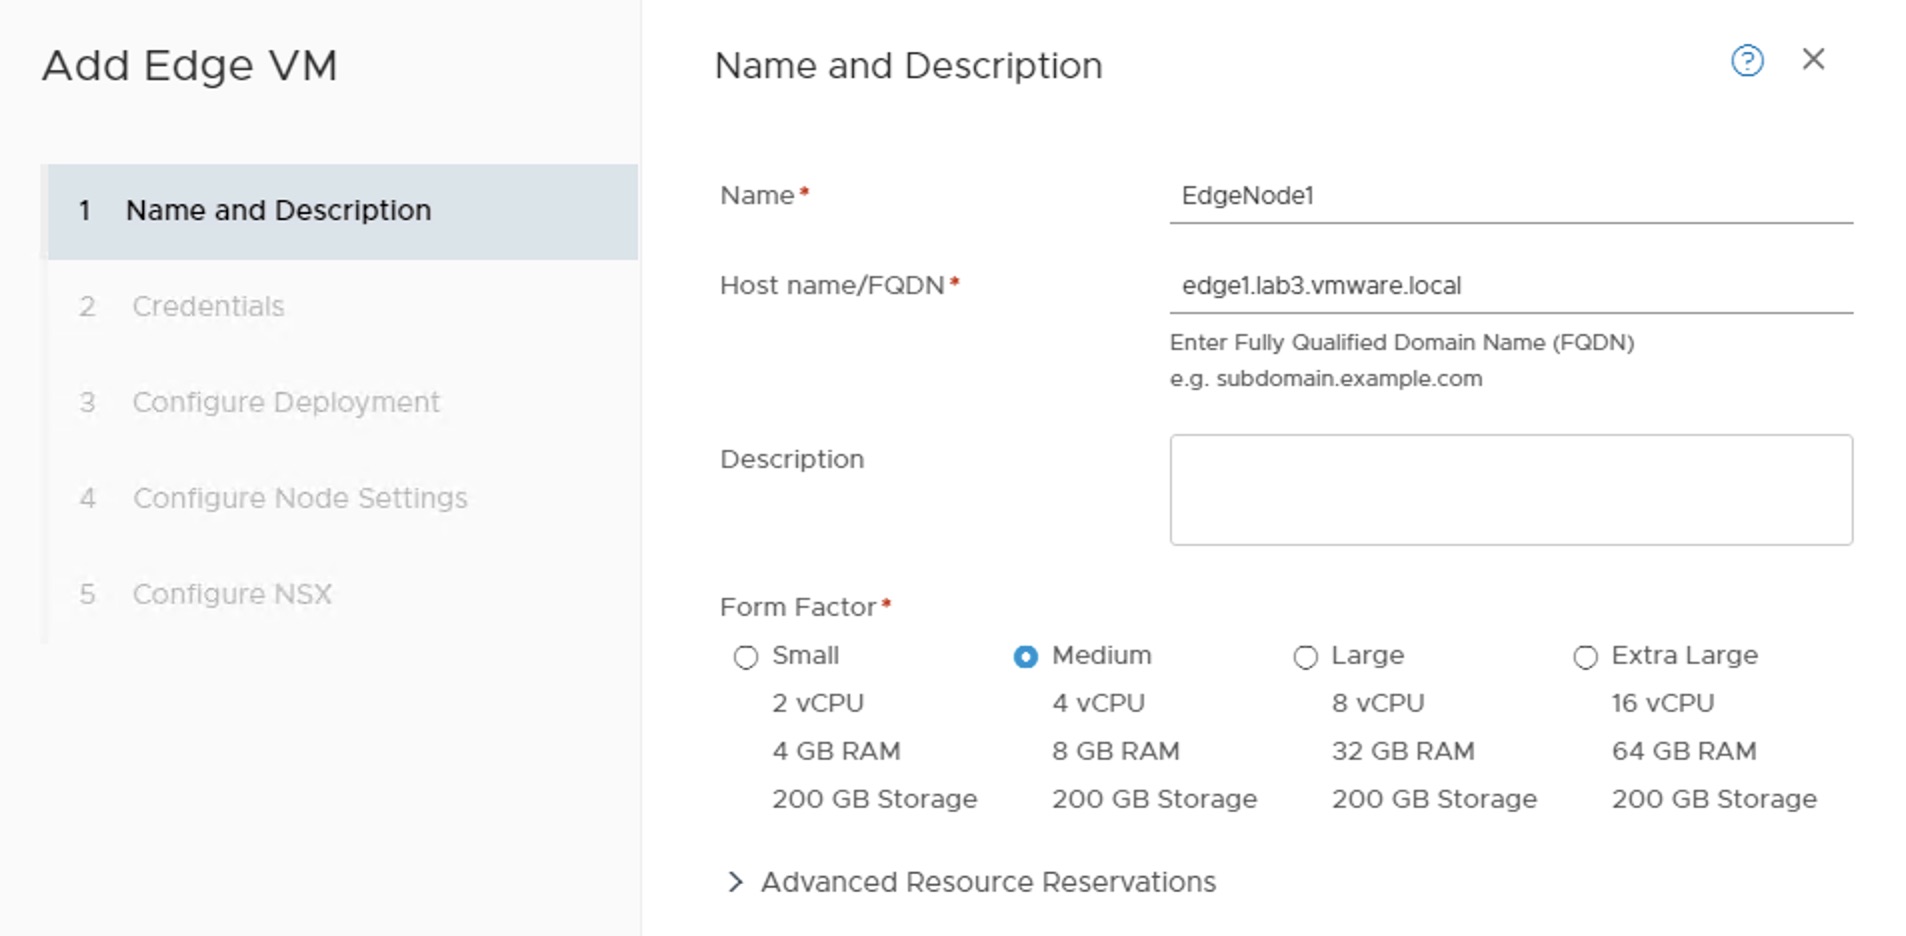 Add Edge VM
1 Name and Description
2 Credentials
3 Configure Deployment
4 Configure Node Settings
5 Configure NSX
Name and Description
?
Name* EdgeNode1
Host name/FQDN* edge1.lab3.vmware.local
Enter Fully Qualified Domain Name (FQDN)
e.g. subdomain.example.com
Description
Form Factor*
Small Medium Large Extra Large
2 vCPU 4 vCPU 8 vCPU 16 vCPU
4 GB RAM 8 GB RAM 32 GB RAM 64 GB RAM
200 GB Storage 200 GB Storage 200 GB Storage 200 GB Storage
Advanced Resource Reservations